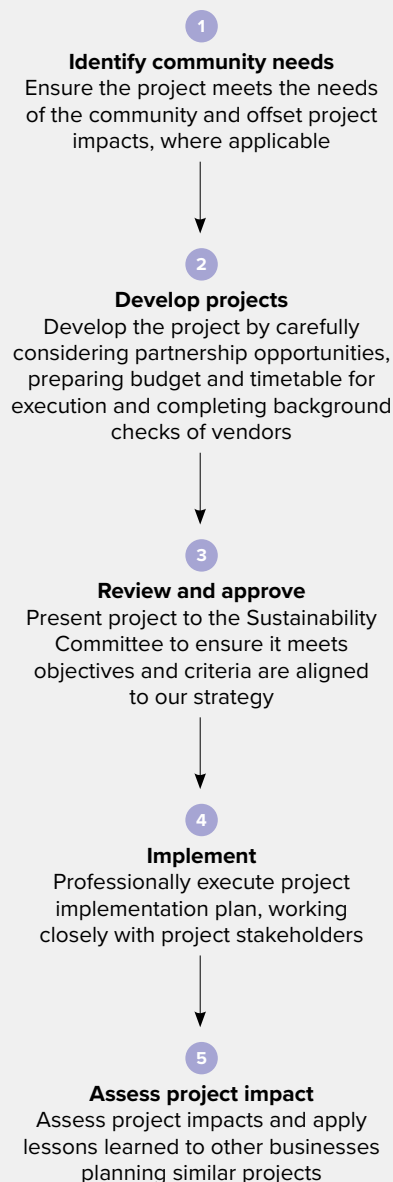 1
Identify community needs
Ensure the project meets the needs
of the community and offset project
impacts, where applicable
2
Develop projects
Develop the project by carefully
considering partnership opportunities,
preparing budget and timetable for
execution and completing background
checks of vendors
3
Review and approve
Present project to the Sustainability
Committee to ensure it meets
objectives and criteria are aligned
to our strategy
4
Implement
Professionally execute project
implementation plan, working
closely with project stakeholders
5
Assess project impact
Assess project impacts and apply
lessons learned to other businesses
planning similar projects